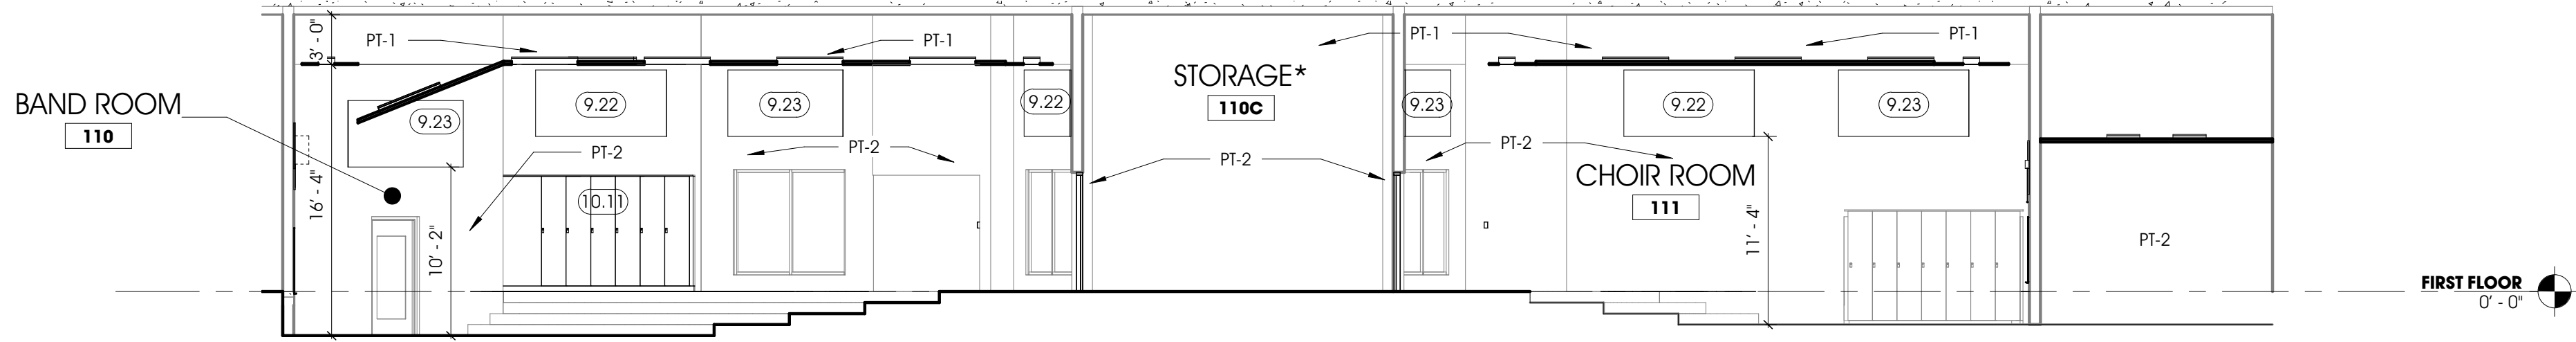 3' - 0"
PT-1
PT-1
PT-1
PT-1
STORAGE*
110C
BAND ROOM
110
9.23
9.22
9.23
9.22
9.23
9.22
9.23
PT-2
PT-2
PT-2
PT-2
CHOIR ROOM
111
16' - 4"
10.11
10' - 2"
11' - 4"
PT-2
FIRST FLOOR
0' - 0"